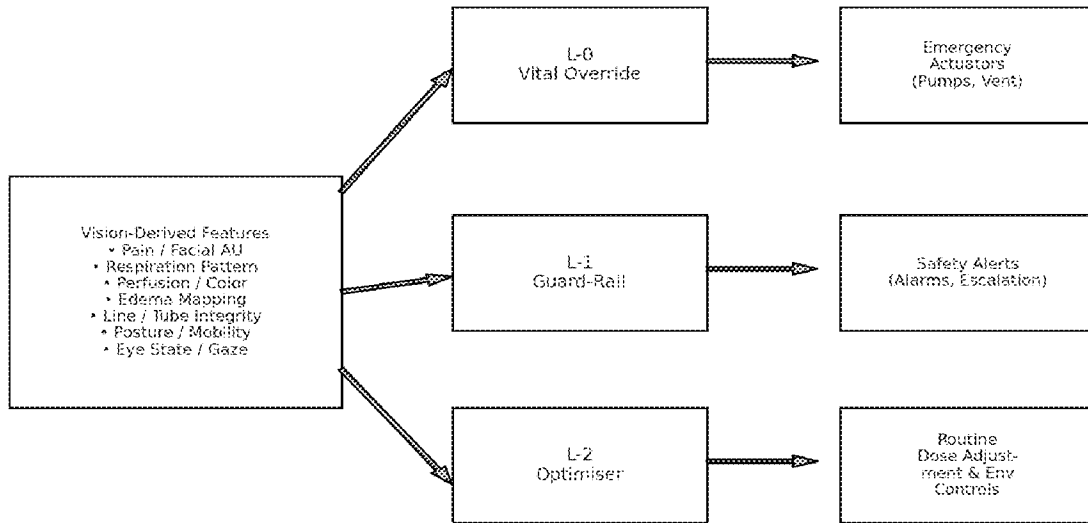 L-0
Vital Override
Emergency
Actuators
(Pumps, Vent)
Vision-Derived Features
• Pain / Facial AU
• Respiration Pattern
• Perfusion / Color
• Edema Mapping
• Line / Tube Integrity
• Posture / Mobility
• Eye State / Gaze
L-1
Guard-Rail
Safety Alerts
(Alarms, Escalation)
L-2
Optimiser
Routine
Dose Adjust-
ment & Env
Controls